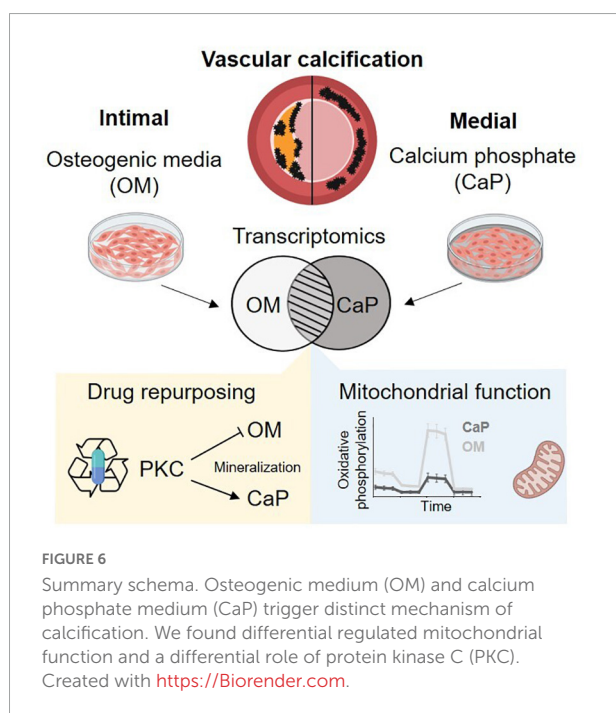 Vascular calcification
Intimal
Osteogenic media
(OM)
Medial
Calcium phosphate
(CaP)
Transcriptomics
OM
CaP
Drug repurposing
PKC
OM
Mineralization
CaP
Mitochondrial function
Oxidative
phosphorylation
CaP
OM
Time
FIGURE 6
Summary schema. Osteogenic medium (OM) and calcium
phosphate medium (CaP) trigger distinct mechanism of
calcification. We found differential regulated mitochondrial
function and a differential role of protein kinase C (PKC).
Created with https://Biorender.com.